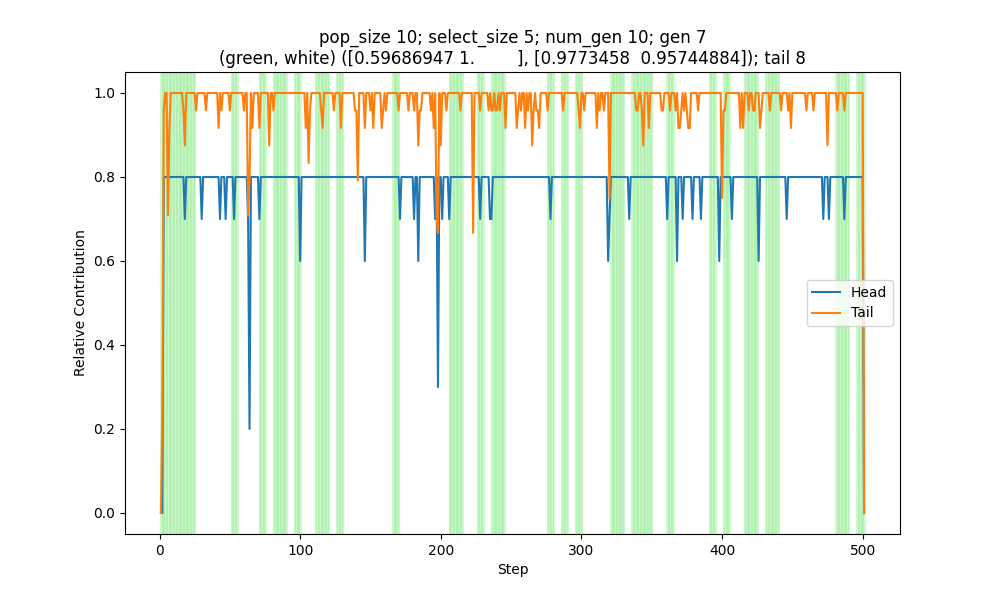 pop_size 10; select_size 5; num_gen 10; gen 7
(green, white) ([0.59686947 1.        ], [0.9773458  0.95744884]); tail 8
1.0
0.8
0.6
0.4
0.2
0.0
Relative Contribution
Head
Tail
0 100 200 300 400 500
Step